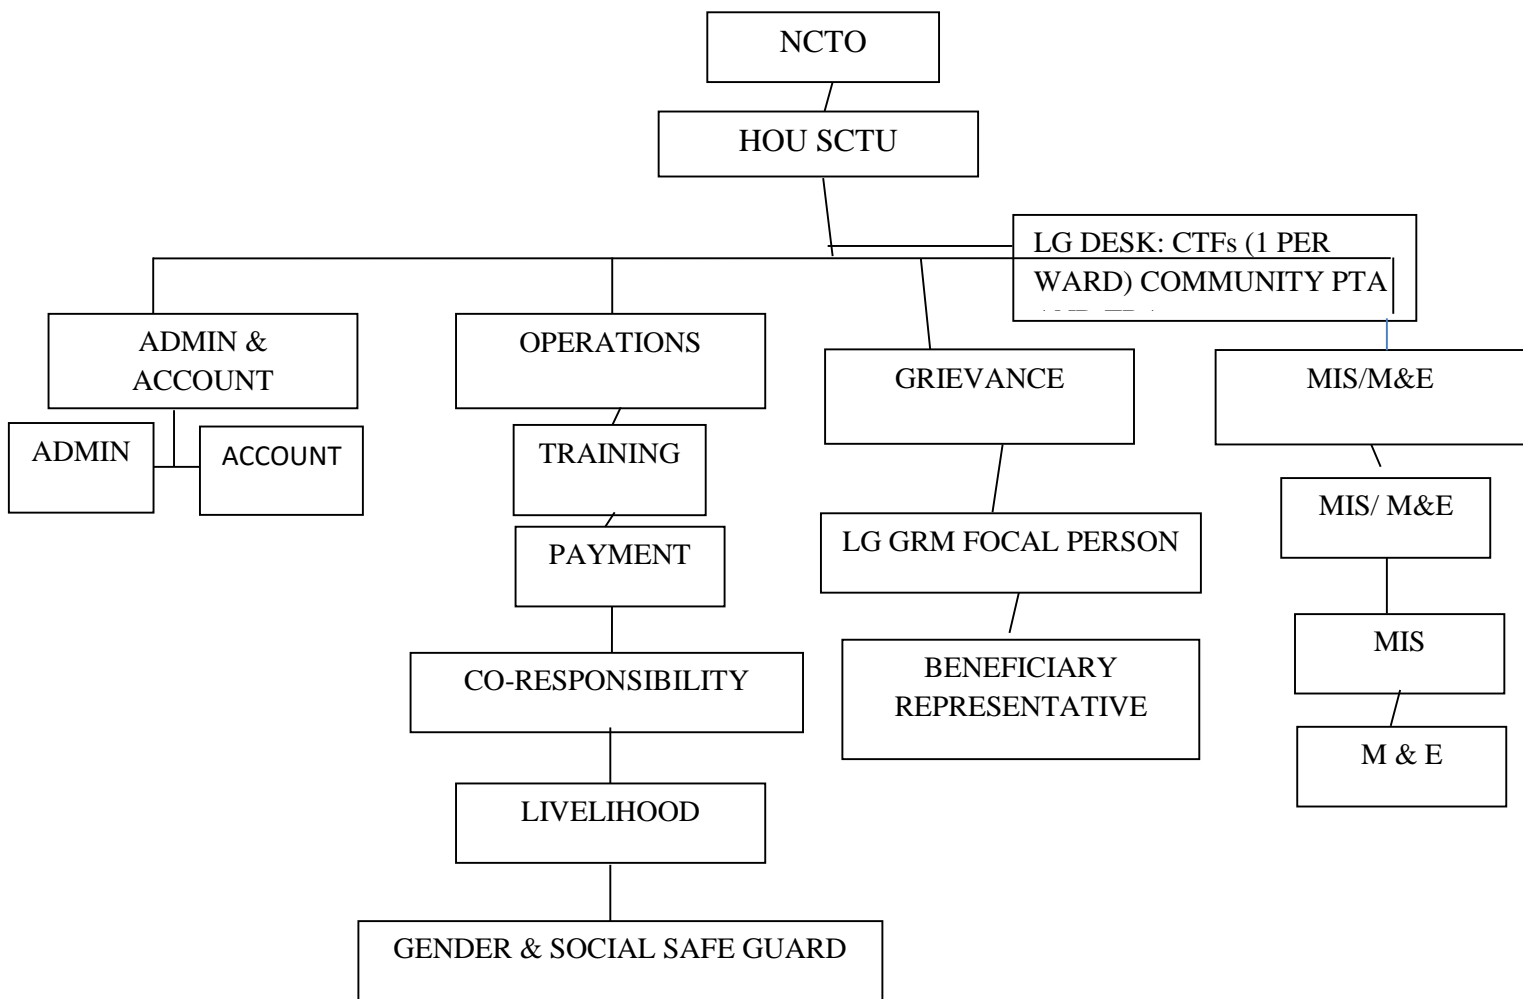 NCTO
HOU SCTU
LG DESK: CTFs (1 PER
WARD) COMMUNITY PTA
ADMIN &
ACCOUNT
OPERATIONS
GRIEVANCE
MIS/M&E
ADMIN
ACCOUNT
TRAINING
MIS/ M&E
PAYMENT
LG GRM FOCAL PERSON
CO-RESPONSIBILITY
BENEFICIARY
REPRESENTATIVE
MIS
M & E
LIVELIHOOD
GENDER & SOCIAL SAFE GUARD